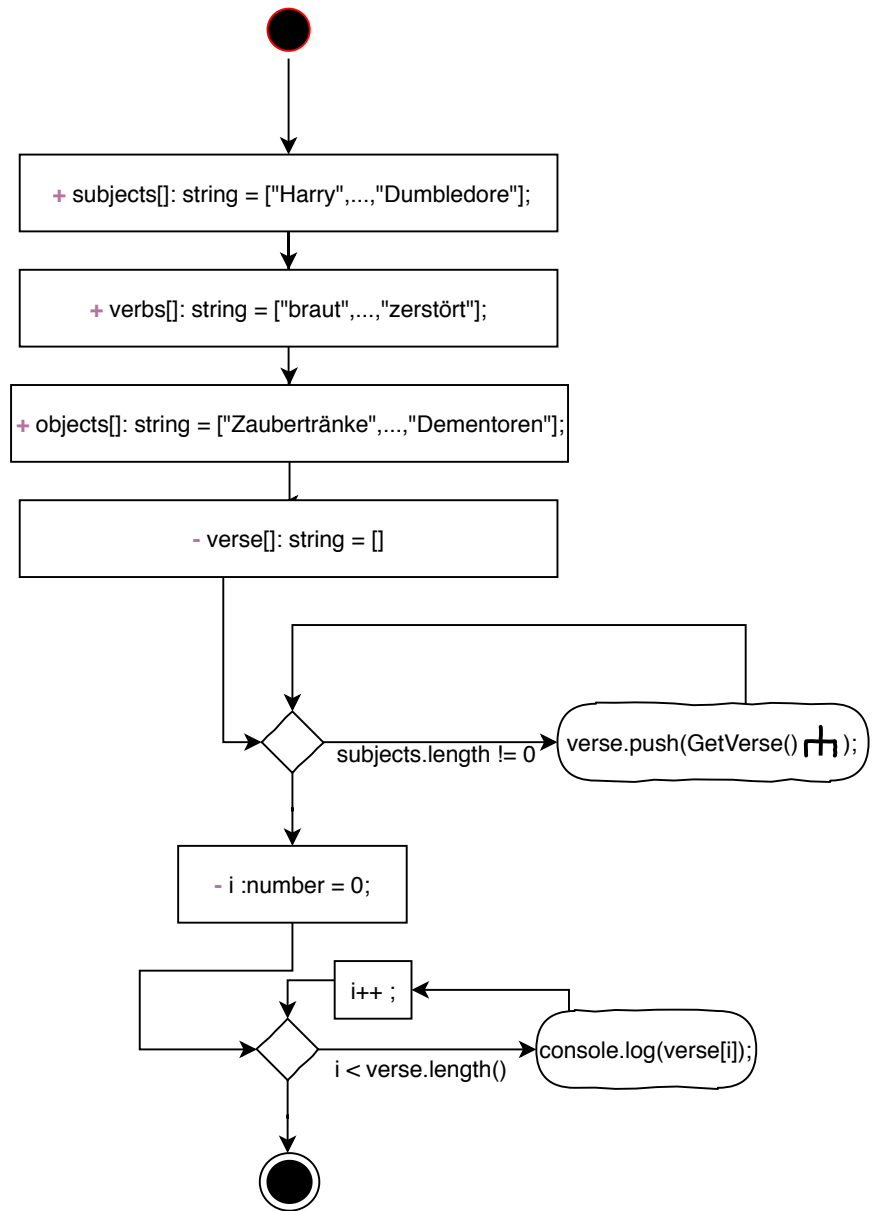 + subjects[]: string = ["Harry",...,"Dumbledore"];
+ verbs[]: string = ["braut",...,"zerstört"];
+ objects[]: string = ["Zaubertränke",...,"Dementoren"];
- verse[]: string = []
subjects.length != 0
verse.push(GetVerse() );
- i :number = 0;
i++ ;
i < verse.length()
console.log(verse[i]);